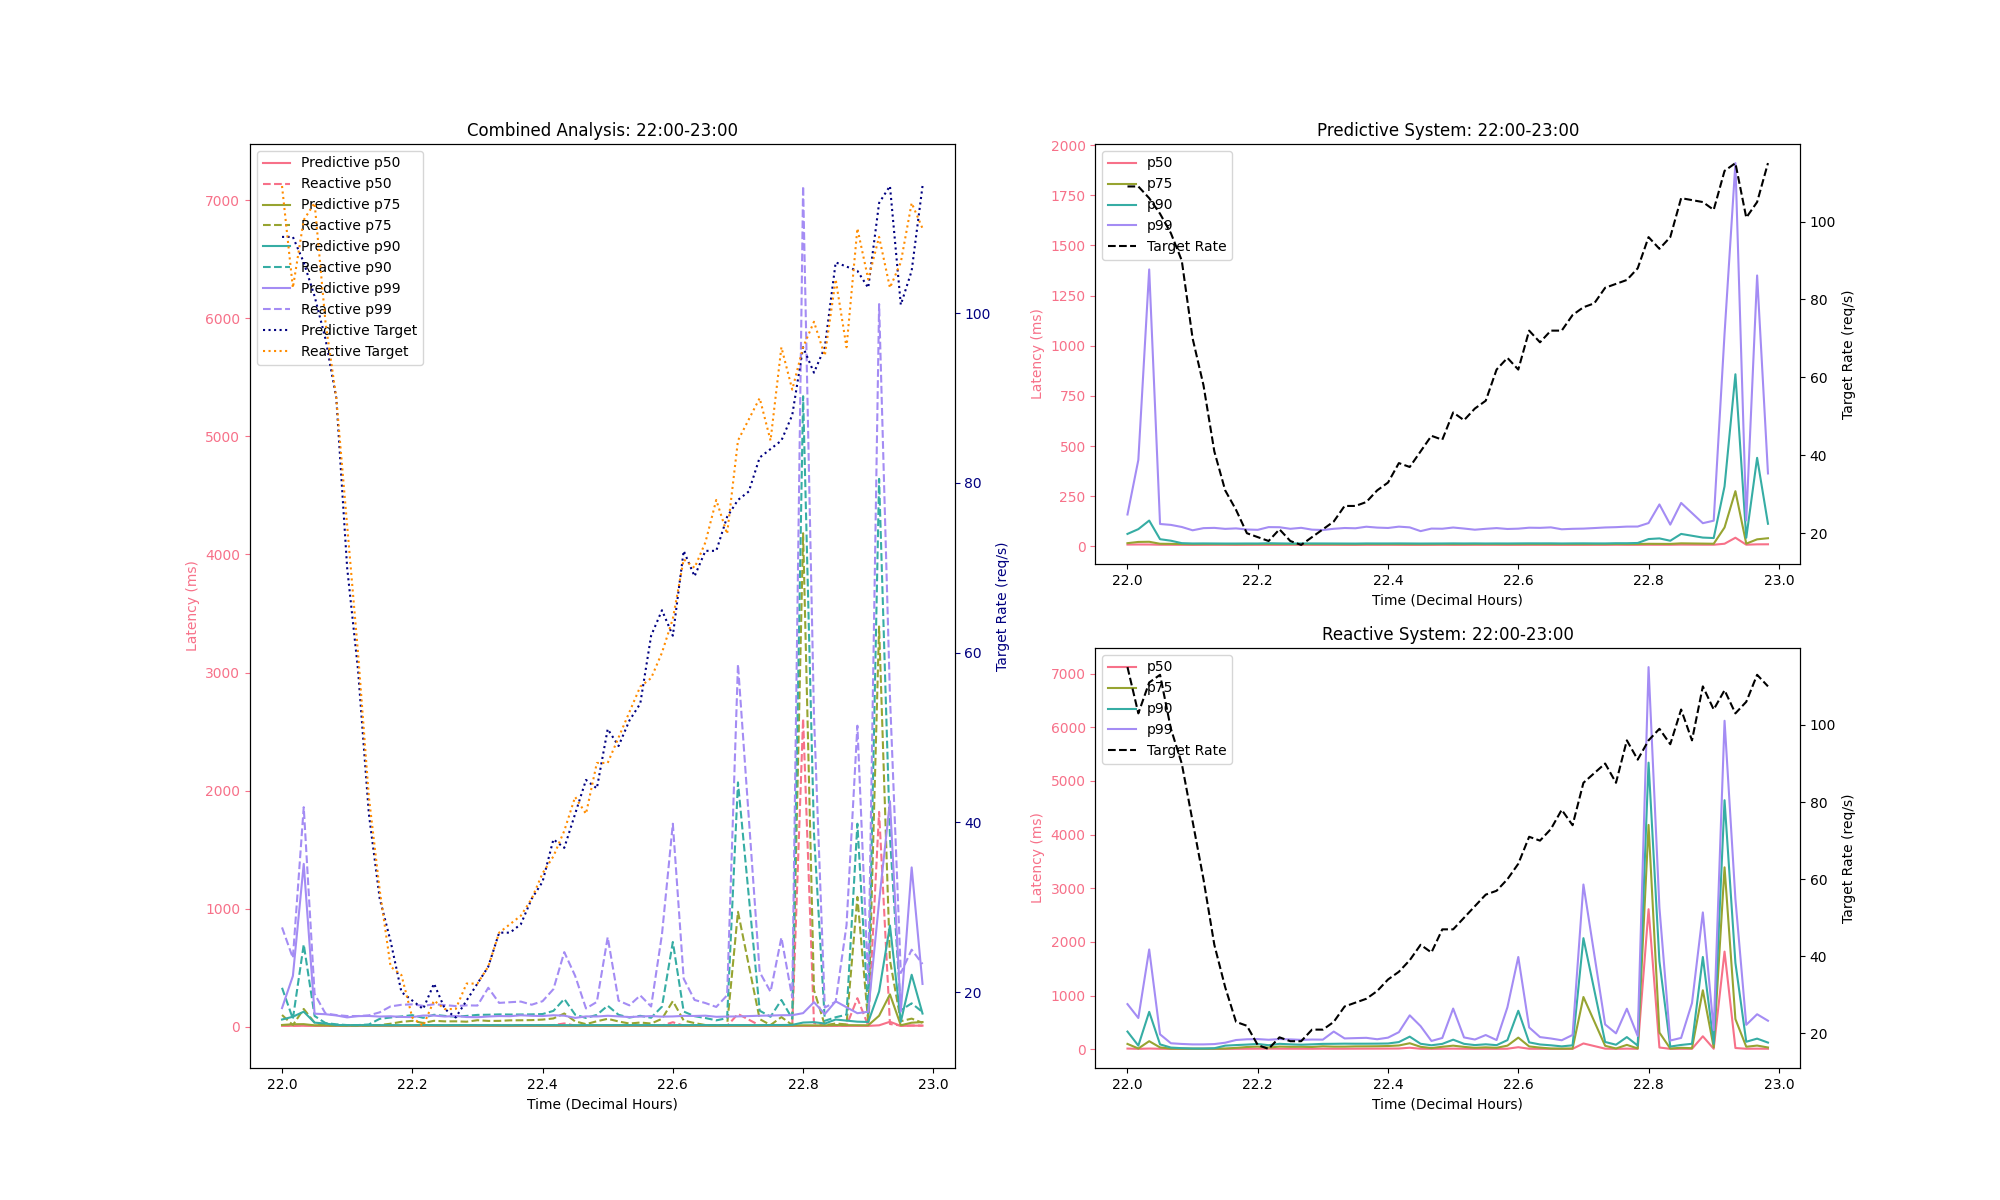 Combined Analysis: 22:00-23:00
Predictive p50
Reactive p50
Predictive p75
Reactive p75
Predictive p90
Reactive p90
Predictive p99
Reactive p99
Predictive Target
Reactive Target
7000
6000
5000
4000
3000
2000
1000
0
Latency (ms)
100
80
60
40
20
Target Rate (req/s)
22.0 22.2 22.4 22.6 22.8 23.0
Time (Decimal Hours)
Predictive System: 22:00-23:00
p50
p75
p90
p99
Target Rate
2000
1750
1500
1250
1000
750
500
250
0
Latency (ms)
100
80
60
40
20
Target Rate (req/s)
22.0 22.2 22.4 22.6 22.8 23.0
Time (Decimal Hours)
Reactive System: 22:00-23:00
p50
p75
p90
p99
Target Rate
7000
6000
5000
4000
3000
2000
1000
0
Latency (ms)
100
80
60
40
20
Target Rate (req/s)
22.0 22.2 22.4 22.6 22.8 23.0
Time (Decimal Hours)